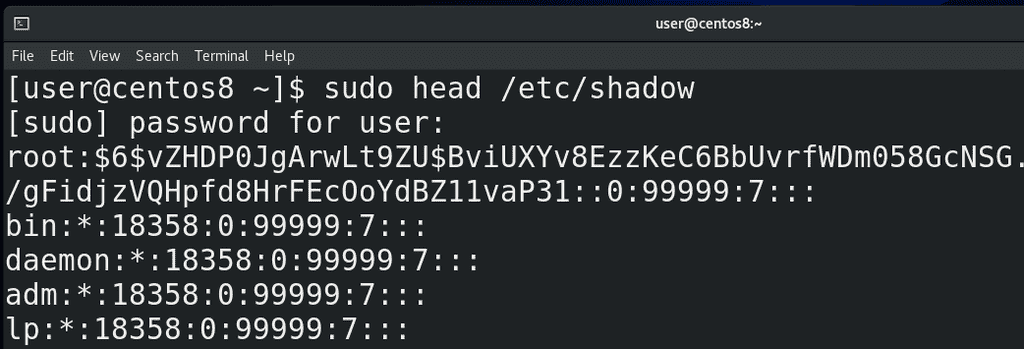 user@centos8:~
File Edit View Search Terminal Help
[user@centos8 ~]$ sudo head /etc/shadow
[sudo] password for user:
root:$6$vZHDP0JgArwLt9ZU$BviUXYv8EzzKeC6BbUvrfWDm058GcNSG.
/gFidjzVQHpfd8HrFEcOoYdBZ11vaP31::0:99999:7:::
bin:*:18358:0:99999:7:::
daemon:*:18358:0:99999:7:::
adm:*:18358:0:99999:7:::
lp:*:18358:0:99999:7:::